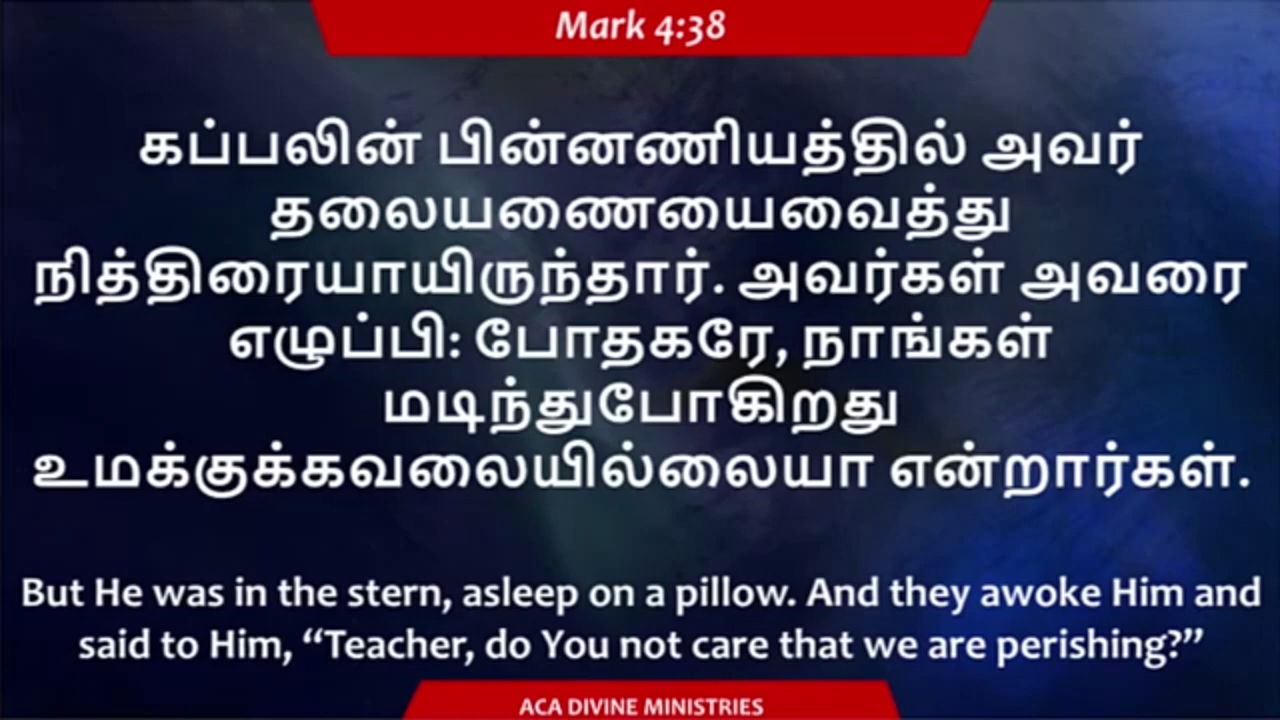 Mark 4:38
கப்பலின் பின்னணியத்தில் அவர்
தலையணையைவைத்து
நித்திரையாயிருந்தார். அவர்கள் அவரை
எழுப்பி: போதகரே, நாங்கள்
மடிந்துபோகிறது
உமக்குக்கவலையில்லையா என்றார்கள்.
But He was in the stern, asleep on a pillow. And they awoke Him and
said to Him, “Teacher, do You not care that we are perishing?”
ACA DIVINE MINISTRIES